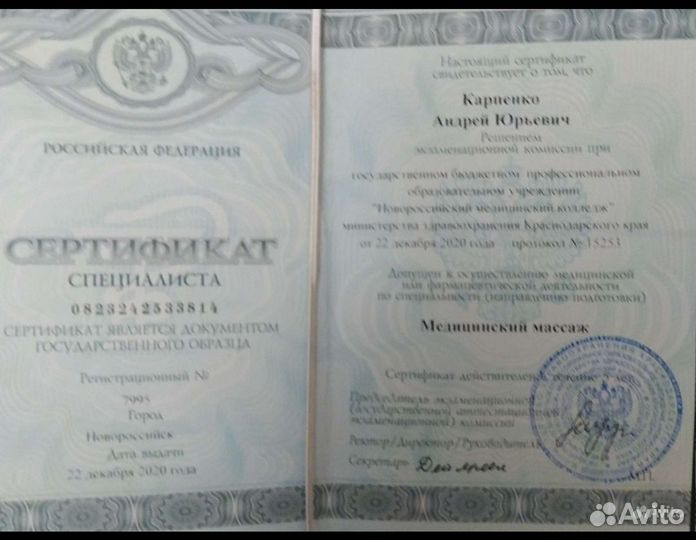 РОССИЙСКАЯ ФЕДЕРАЦИЯ
СЕРТИФИКАТ
СПЕЦИАЛИСТА
0823242533814
СЕРТИФИКАТ ЯВЛЯЕТСЯ ДОКУМЕНТОМ
ГОСУДАРСТВЕННОГО ОБРАЗЦА
Регистрационный №
7995
Город
Новороссийск
Дата выдачи
22 декабря 2020 года
Настоящий сертификат
свидетельствует о том, что
Карпенко
Андрей Юрьевич
Решением
экзаменационной комиссии при
государственном бюджетном профессиональном
образовательном учреждении
"Новороссийский медицинский колледж"
министерства здравоохранения Краснодарского края
от 22 декабря 2020 года протокол № 15253
Допущен к осуществлению медицинской
или фармацевтической деятельности
по специальности (направлению подготовки)
Медицинский массаж
Сертификат действителен в течение 5 лет
Председатель экзаменационной
(государственной аттестационной
экзаменационной) комиссии
Ректор/Директор/Руководитель
Секретарь
М.П.
Avito